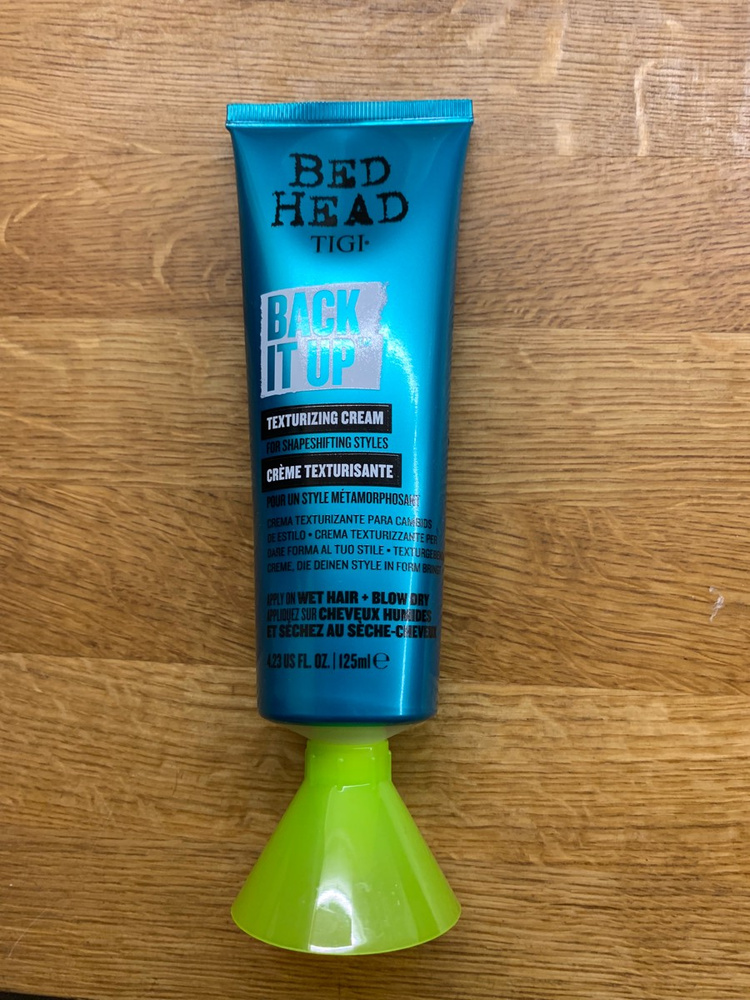 BED
HEAD
TIGI
BACK
IT UP™
TEXTURIZING CREAM
FOR SHAPESHIFTING STYLES
CRÈME TEXTURISANTE
POUR UN STYLE MÉTAMORPHOSANT
CREMA TEXTURIZANTE PARA CAMBIOS
DE ESTILO • CREMA TEXTURIZZANTE PER
DARE FORMA AL TUO STILE • TEXTURGEBENDE
CREME, DIE DEINEN STYLE IN FORM BRINGT
APPLY ON WET HAIR + BLOW DRY
APPLIQUEZ SUR CHEVEUX HUMIDES
ET SÉCHEZ AU SÈCHE-CHEVEUX
4.23 US FL. OZ. | 125ml ℮